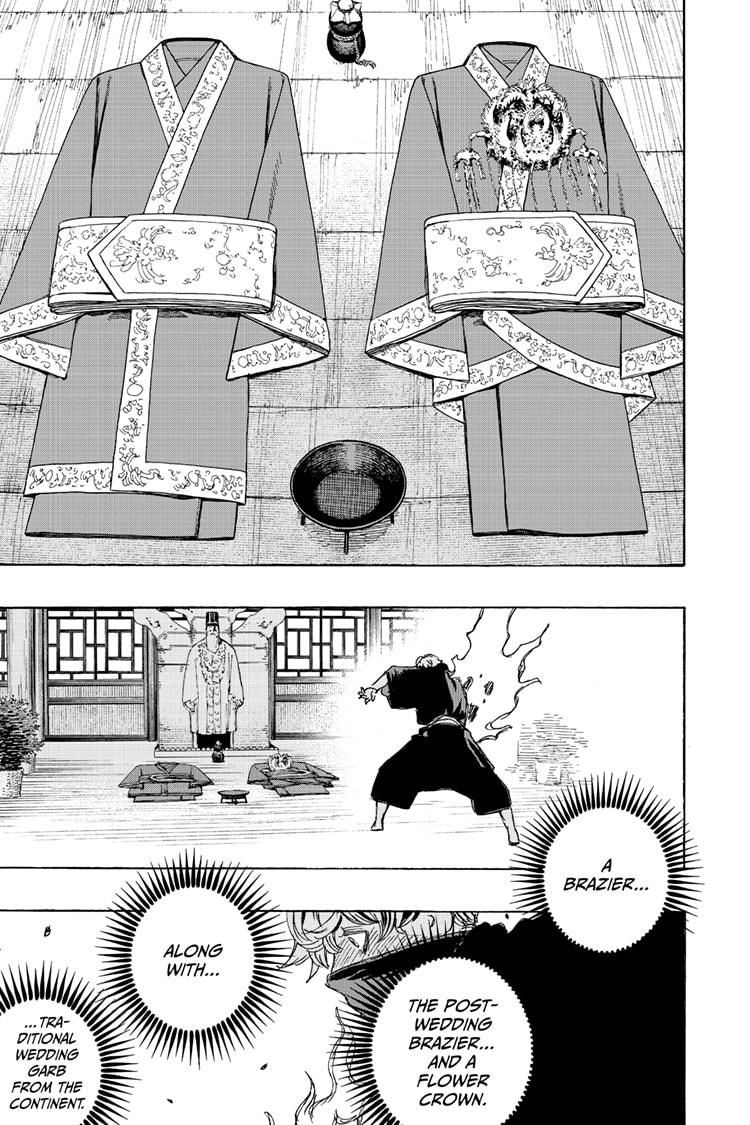 A
BRAZIER...
THE POST-
WEDDING
BRAZIER...
AND A
FLOWER
CROWN.
ALONG
WITH...
...TRA-
DITIONAL
WEDDING
GARB
FROM THE
CONTINENT.